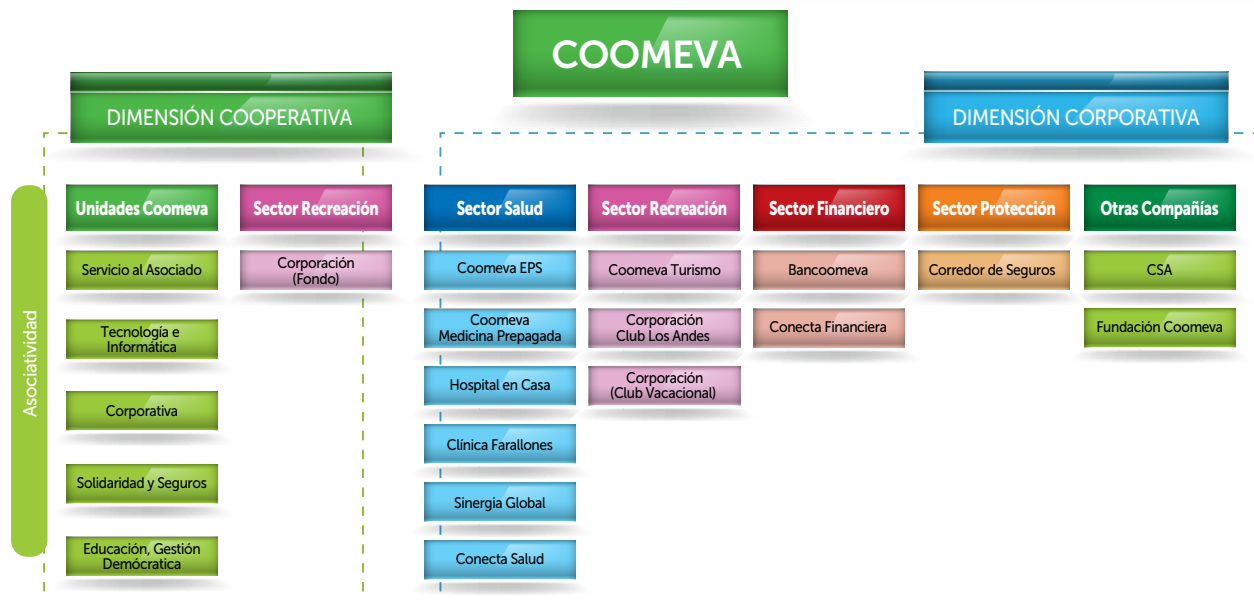 COOMEVA
DIMENSIÓN COOPERATIVA
DIMENSIÓN CORPORATIVA
Asociatividad
Unidades Coomeva
Servicio al Asociado
Tecnología e
Informática
Corporativa
Solidaridad y Seguros
Educación, Gestión
Demócratica
Sector Recreación
Corporación
(Fondo)
Sector Salud
Coomeva EPS
Coomeva
Medicina Prepagada
Hospital en Casa
Clínica Farallones
Sinergia Global
Conecta Salud
Sector Recreación
Coomeva Turismo
Corporación
Club Los Andes
Corporación
(Club Vacacional)
Sector Financiero
Bancoomeva
Conecta Financiera
Sector Protección
Corredor de Seguros
Otras Compañías
CSA
Fundación Coomeva